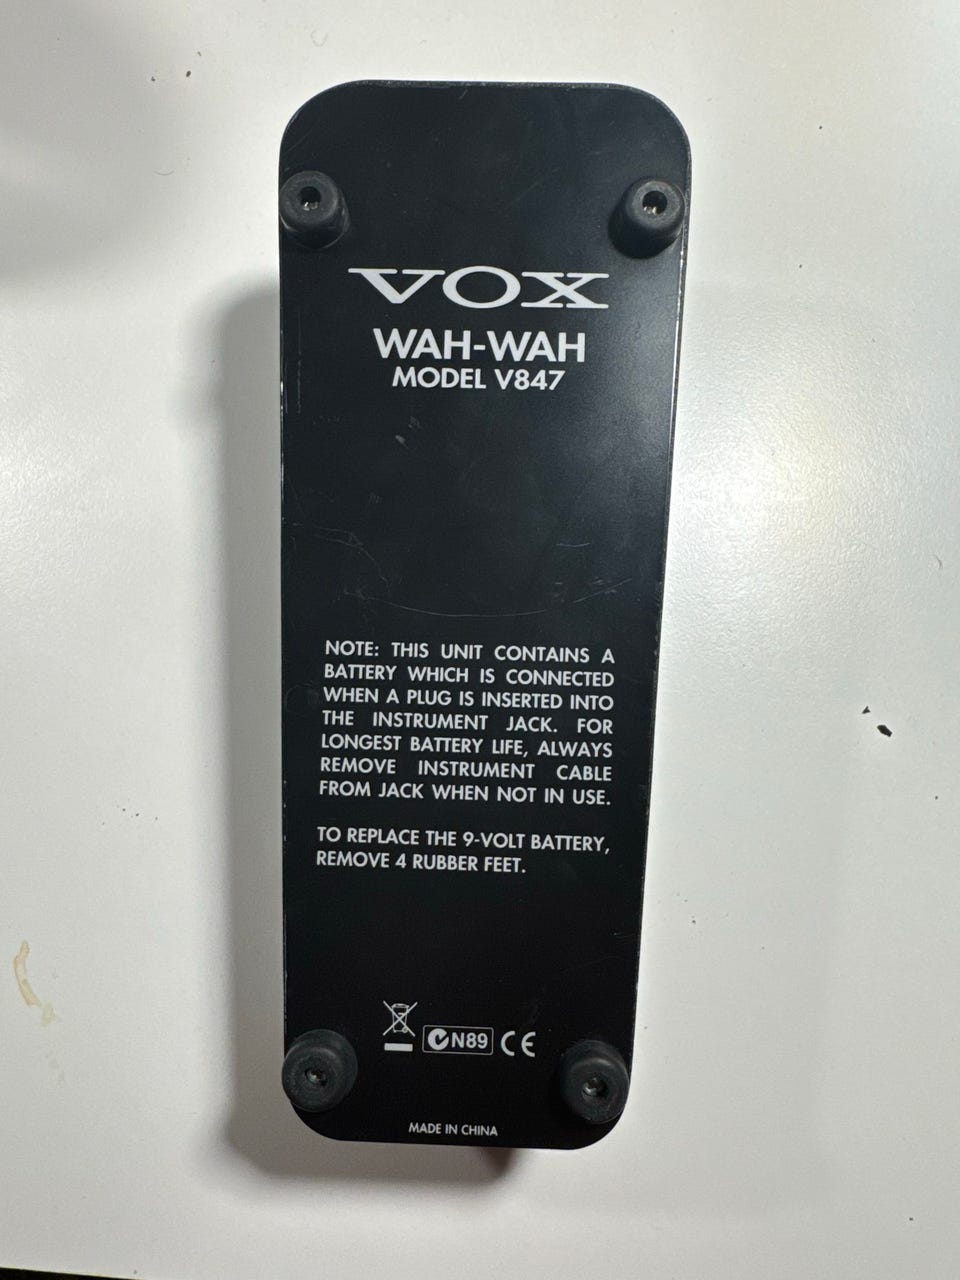 VOX
WAH-WAH
MODEL V847
NOTE: THIS UNIT CONTAINS A
BATTERY WHICH IS CONNECTED
WHEN A PLUG IS INSERTED INTO
THE INSTRUMENT JACK. FOR
LONGEST BATTERY LIFE, ALWAYS
REMOVE INSTRUMENT CABLE
FROM JACK WHEN NOT IN USE.
TO REPLACE THE 9-VOLT BATTERY,
REMOVE 4 RUBBER FEET.
N89 CE
MADE IN CHINA